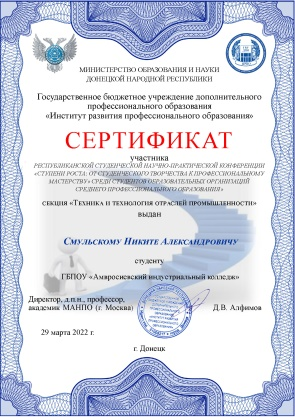 МИНИСТЕРСТВО ОБРАЗОВАНИЯ И НАУКИ
ДОНЕЦКОЙ НАРОДНОЙ РЕСПУБЛИКИ
Государственное бюджетное учреждение дополнительного
профессионального образования
«Институт развития профессионального образования»
СЕРТИФИКАТ
участника
РЕСПУБЛИКАНСКОЙ СТУДЕНЧЕСКОЙ НАУЧНО-ПРАКТИЧЕСКОЙ КОНФЕРЕНЦИИ
«СТУПЕНИ РОСТА: ОТ СТУДЕНЧЕСКОГО ТВОРЧЕСТВА К ПРОФЕССИОНАЛЬНОМУ
МАСТЕРСТВУ» СРЕДИ СТУДЕНТОВ ОБРАЗОВАТЕЛЬНЫХ ОРГАНИЗАЦИЙ
СРЕДНЕГО ПРОФЕССИОНАЛЬНОГО ОБРАЗОВАНИЯ»
СЕКЦИЯ «ТЕХНИКА И ТЕХНОЛОГИЯ ОТРАСЛЕЙ ПРОМЫШЛЕННОСТИ»
выдан
СМУЛЬСКОМУ НИКИТЕ АЛЕКСАНДРОВИЧУ
студенту
ГБПОУ «Амвросиевский индустриальный колледж»
Директор, д.п.н., профессор,
академик МАНПО (г. Москва) Д.В. Алфимов
29 марта 2022 г.
г. Донецк